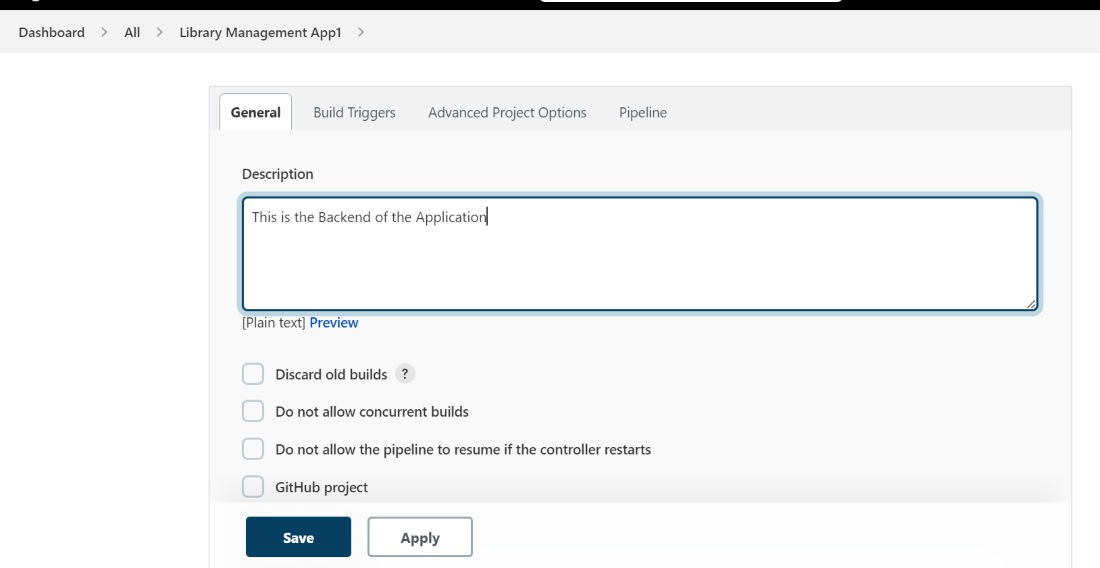 Dashboard > All > Library Management App1 >
General Build Triggers Advanced Project Options Pipeline
Description
This is the Backend of the Application
[Plain text] Preview
Discard old builds ?
Do not allow concurrent builds
Do not allow the pipeline to resume if the controller restarts
GitHub project
Save Apply